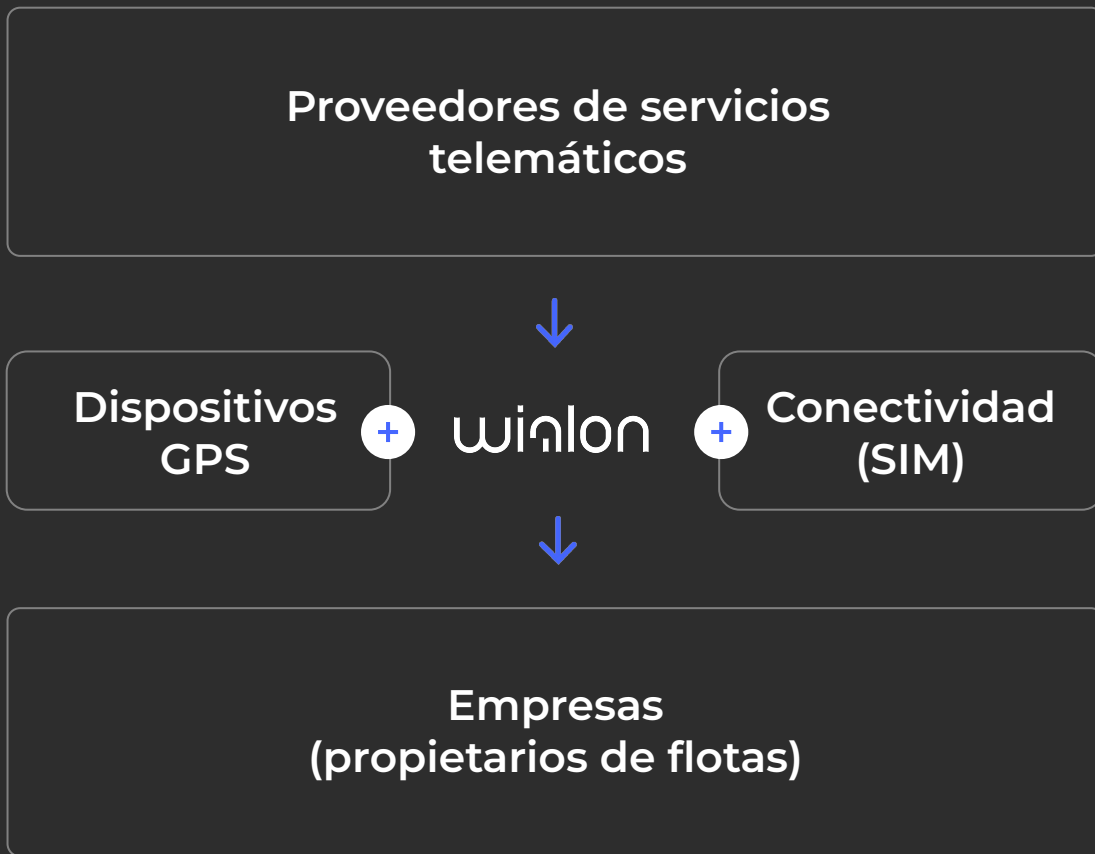 Proveedores de servicios
telemáticos
Dispositivos
GPS
+
wialon
+
Conectividad
(SIM)
Empresas
(propietarios de flotas)